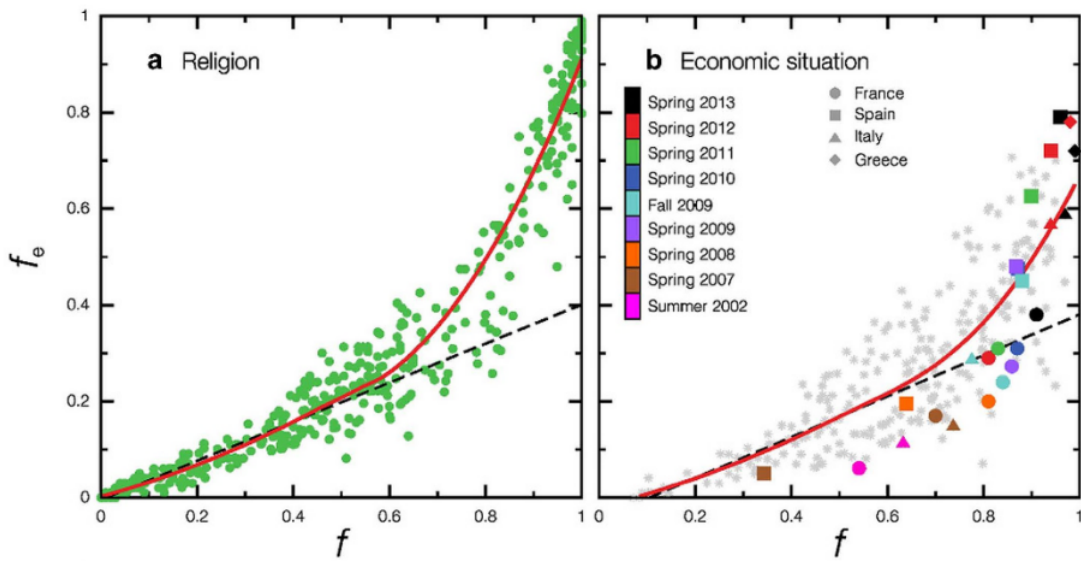 a Religion
1
0.8
0.6
0.4
0.2
0
0
0.2
0.4
0.6
0.8
1
fe
f
b Economic situation
Spring 2013
Spring 2012
Spring 2011
Spring 2010
Fall 2009
Spring 2009
Spring 2008
Spring 2007
Summer 2002
France
Spain
Italy
Greece
0
0.2
0.4
0.6
0.8
1
f